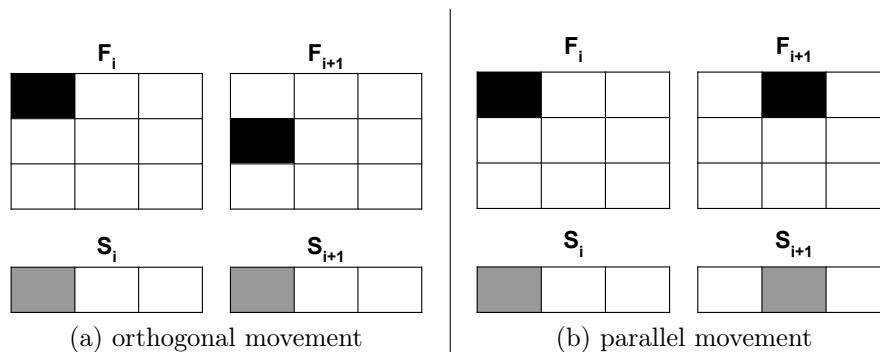 F_i F_{i+1} F_i F_{i+1}
S_i S_{i+1} S_i S_{i+1}
(a) orthogonal movement (b) parallel movement